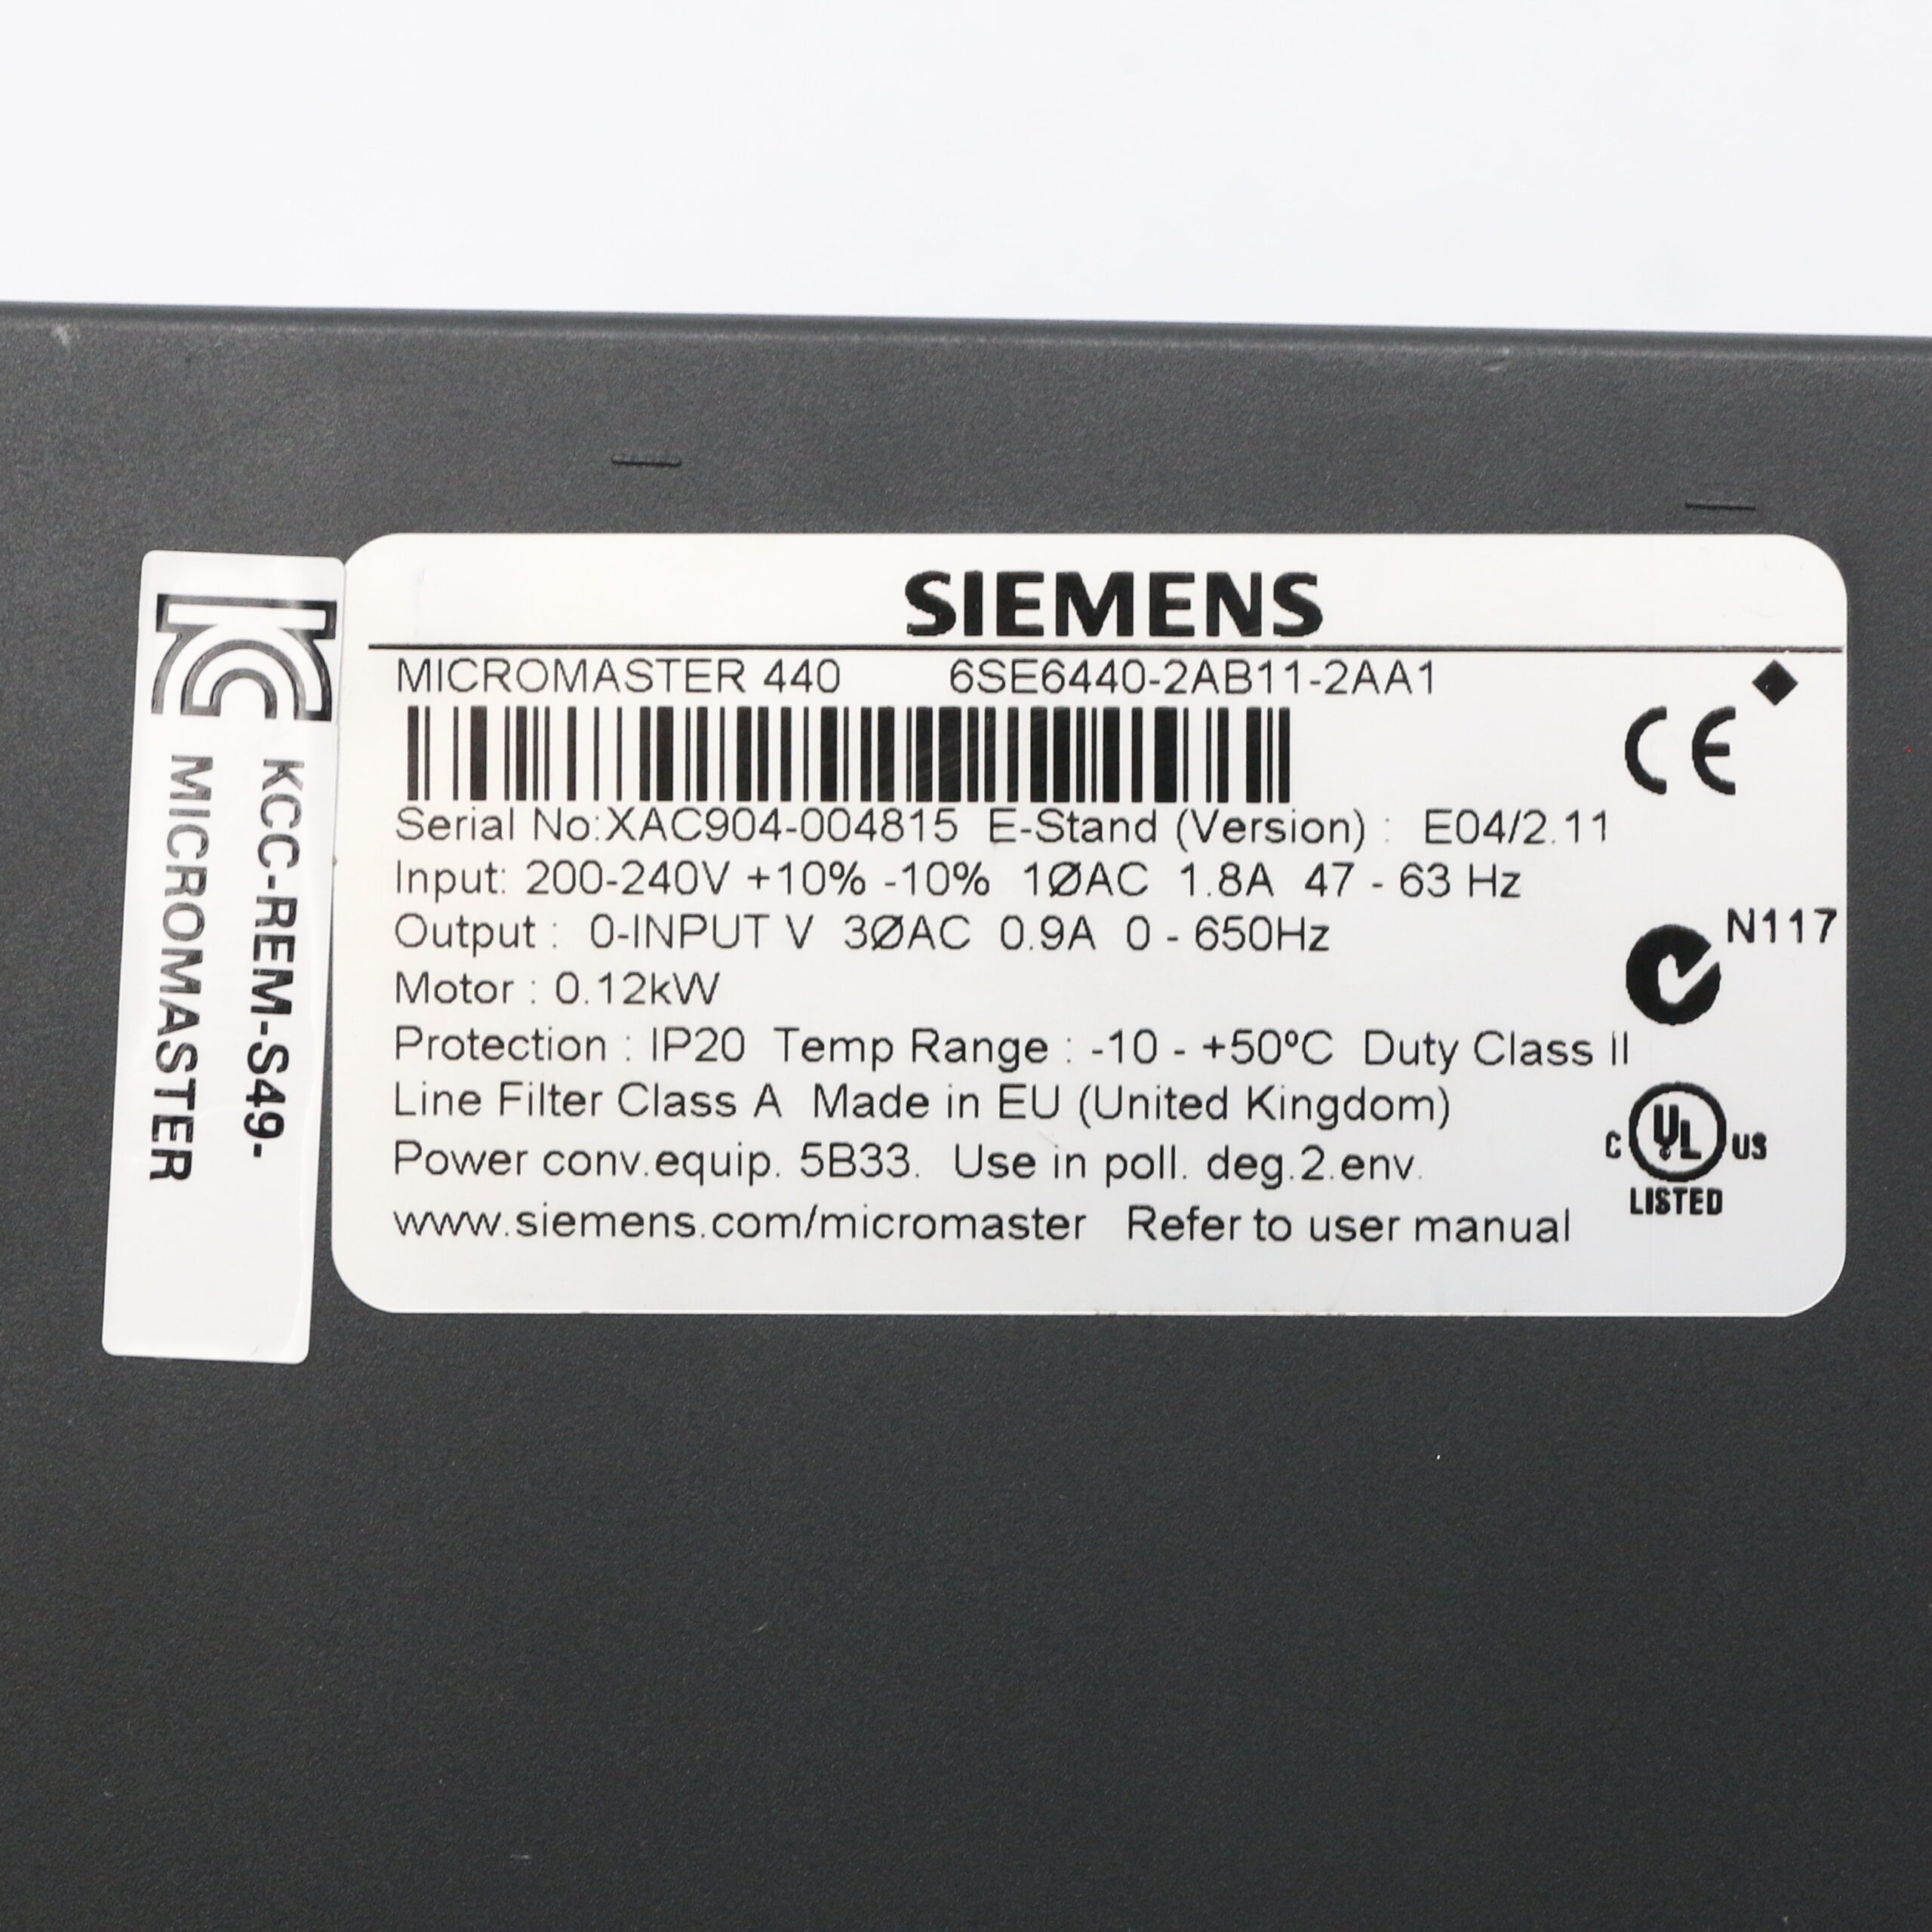 SIEMENS
MICROMASTER 440 6SE6440-2AB11-2AA1
Serial No:XAC904-004815 E-Stand (Version) : E04/2.11
Input: 200-240V +10% -10% 1ØAC 1.8A 47 - 63 Hz
Output : 0-INPUT V 3ØAC 0.9A 0 - 650Hz
Motor : 0.12kW
Protection : IP20 Temp Range : -10 - +50°C Duty Class II
Line Filter Class A Made in EU (United Kingdom)
Power conv.equip. 5B33. Use in poll. deg.2.env.
www.siemens.com/micromaster Refer to user manual
CE
N117
C UL US
LISTED
KCC-REM-S49-
MICROMASTER